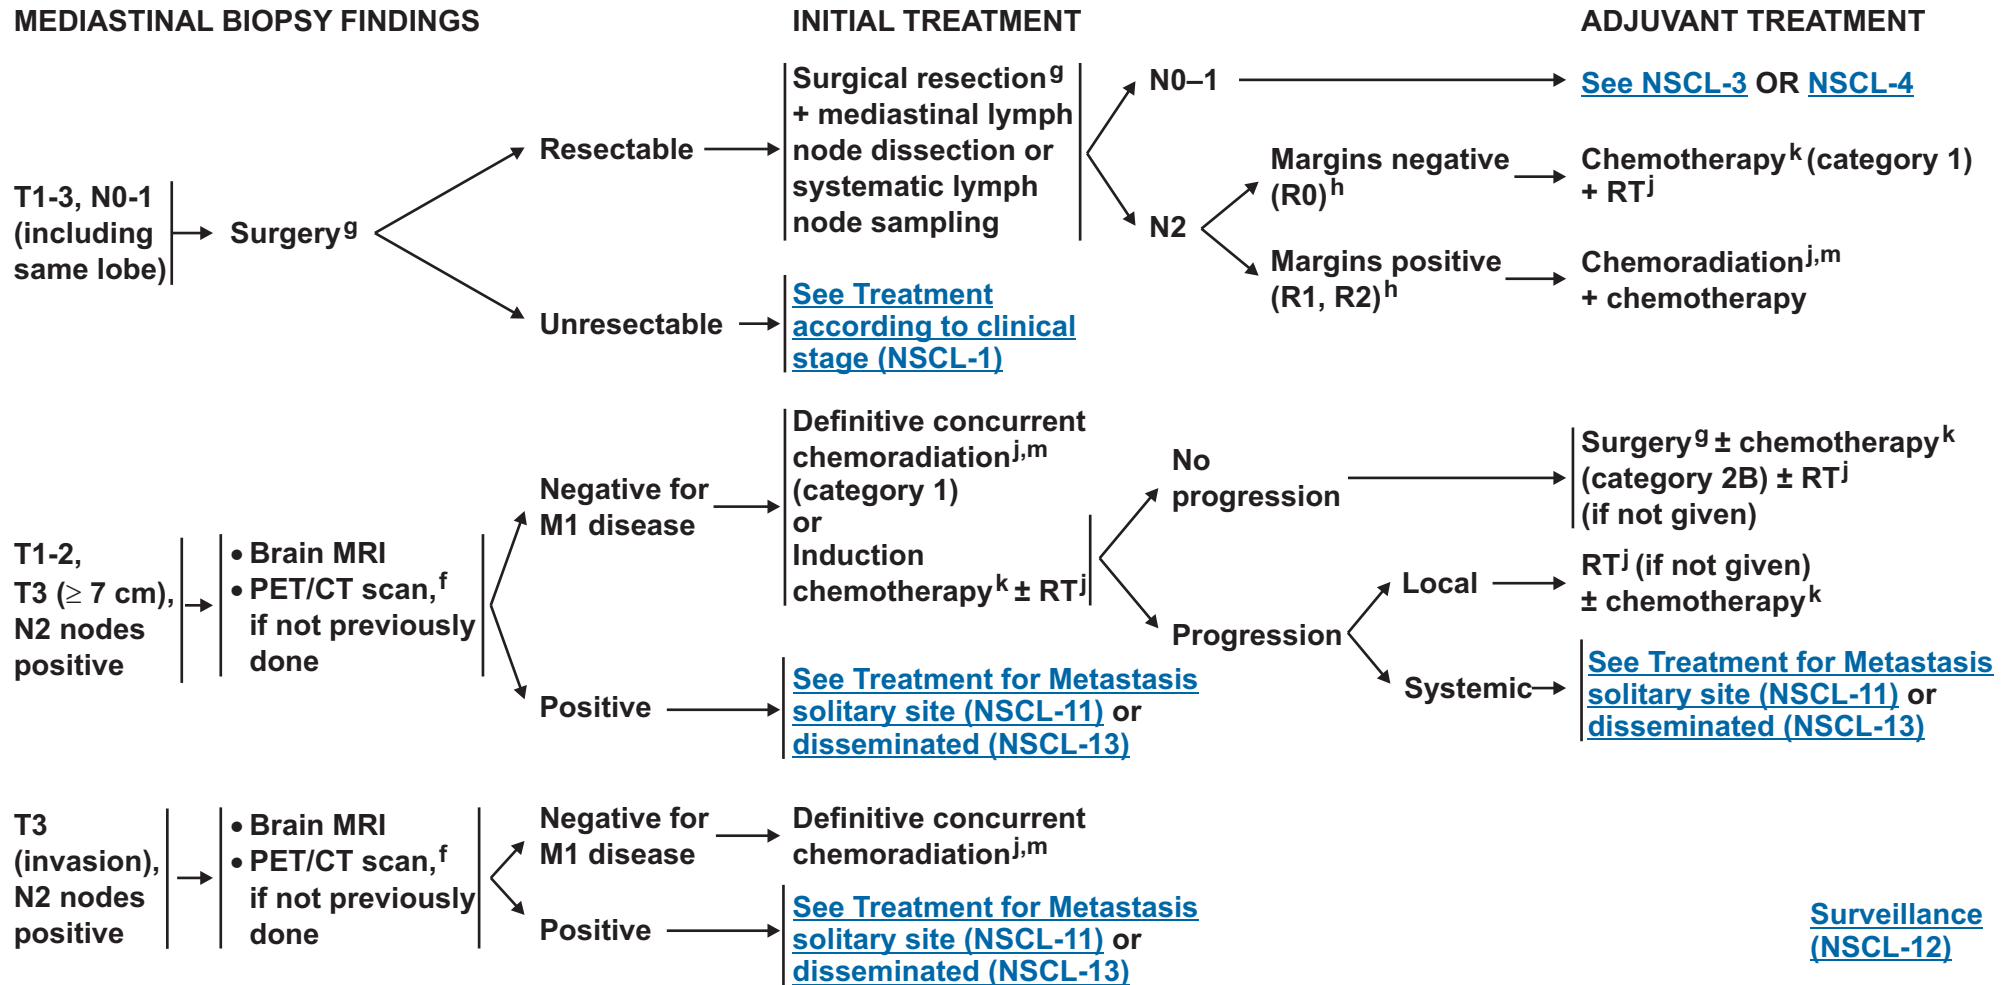 MEDIASTINAL BIOPSY FINDINGS
INITIAL TREATMENT
ADJUVANT TREATMENT
T1-3, N0-1
(including
same lobe)
Surgery g
Resectable
Surgical resection g
+ mediastinal lymph
node dissection or
systematic lymph
node sampling
N0–1
See NSCL-3 OR NSCL-4
N2
Margins negative
(R0) h
Chemotherapy k (category 1)
+ RT j
Margins positive
(R1, R2) h
Chemoradiation j,m
+ chemotherapy
Unresectable
See Treatment
according to clinical
stage (NSCL-1)
T1-2,
T3 (≥ 7 cm),
N2 nodes
positive
• Brain MRI
• PET/CT scan, f
if not previously
done
Negative for
M1 disease
Definitive concurrent
chemoradiation j,m
(category 1)
or
Induction
chemotherapy k ± RT j
No
progression
Surgery g ± chemotherapy k
(category 2B) ± RT j
(if not given)
Progression
Local
RT j (if not given)
± chemotherapy k
Systemic
See Treatment for Metastasis
solitary site (NSCL-11) or
disseminated (NSCL-13)
Positive
See Treatment for Metastasis
solitary site (NSCL-11) or
disseminated (NSCL-13)
T3
(invasion),
N2 nodes
positive
• Brain MRI
• PET/CT scan, f
if not previously
done
Negative for
M1 disease
Definitive concurrent
chemoradiation j,m
Positive
See Treatment for Metastasis
solitary site (NSCL-11) or
disseminated (NSCL-13)
Surveillance
(NSCL-12)